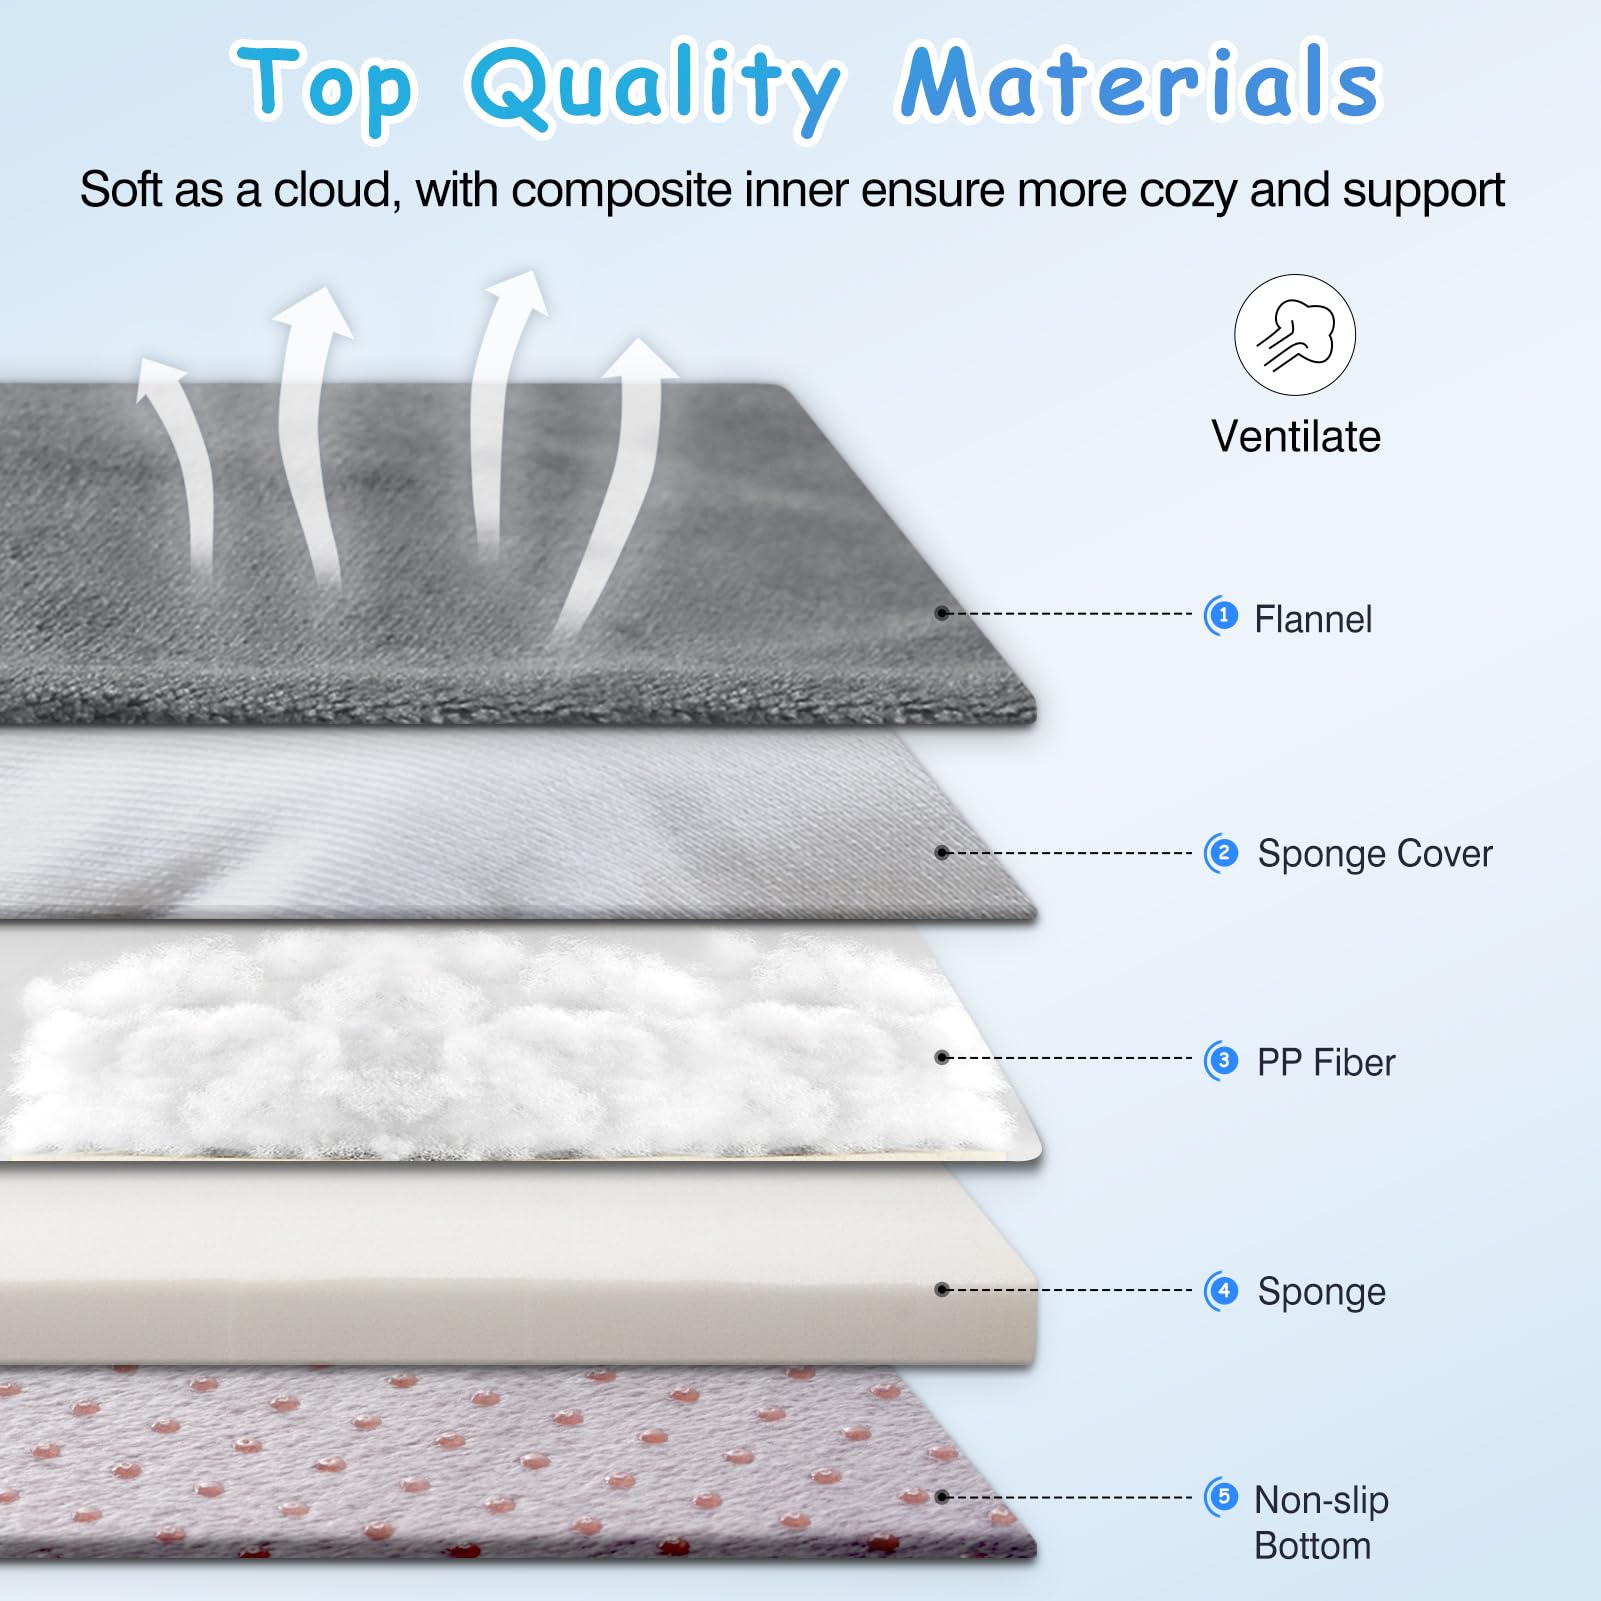 Top Quality Materials
Soft as a cloud, with composite inner ensure more cozy and support
Ventilate
1 Flannel
2 Sponge Cover
3 PP Fiber
4 Sponge
5 Non-slip
Bottom